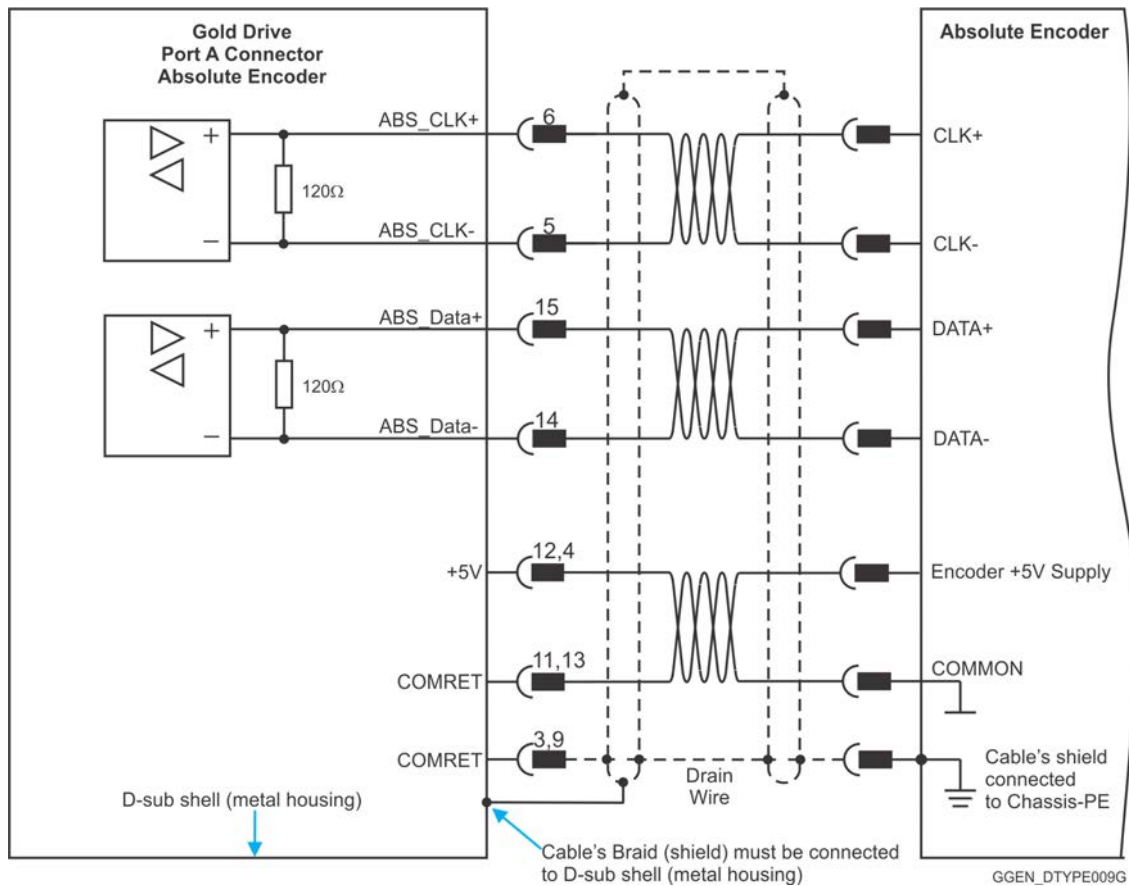 Gold Drive
Port A Connector
Absolute Encoder
Absolute Encoder
ABS_CLK+
6
CLK+
+
120Ω
−
ABS_CLK-
5
CLK-
ABS_Data+
15
DATA+
+
120Ω
−
ABS_Data-
14
DATA-
+5V
12,4
Encoder +5V Supply
COMRET
11,13
COMMON
COMRET
3,9
Drain
Wire
Cable's shield
connected
to Chassis-PE
D-sub shell (metal housing)
Cable's Braid (shield) must be connected
to D-sub shell (metal housing)
GGEN_DTYPE009G